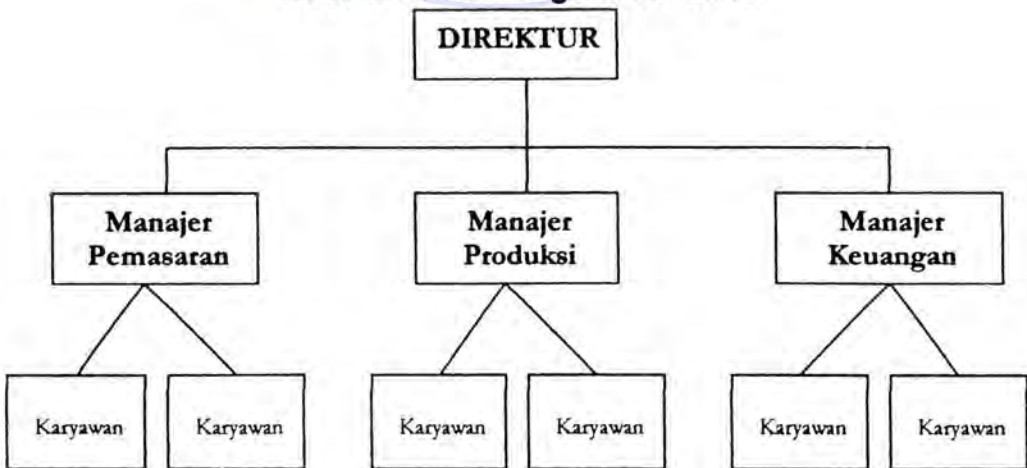 DIREKTUR
Manajer
Pemasaran
Manajer
Produksi
Manajer
Keuangan
Karyawan
Karyawan
Karyawan
Karyawan
Karyawan
Karyawan